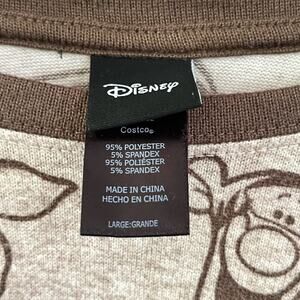 Disney
Costco®
95% POLYESTER
5% SPANDEX
95% POLIÉSTER
5% SPANDEX
MADE IN CHINA
HECHO EN CHINA
LARGE/GRANDE